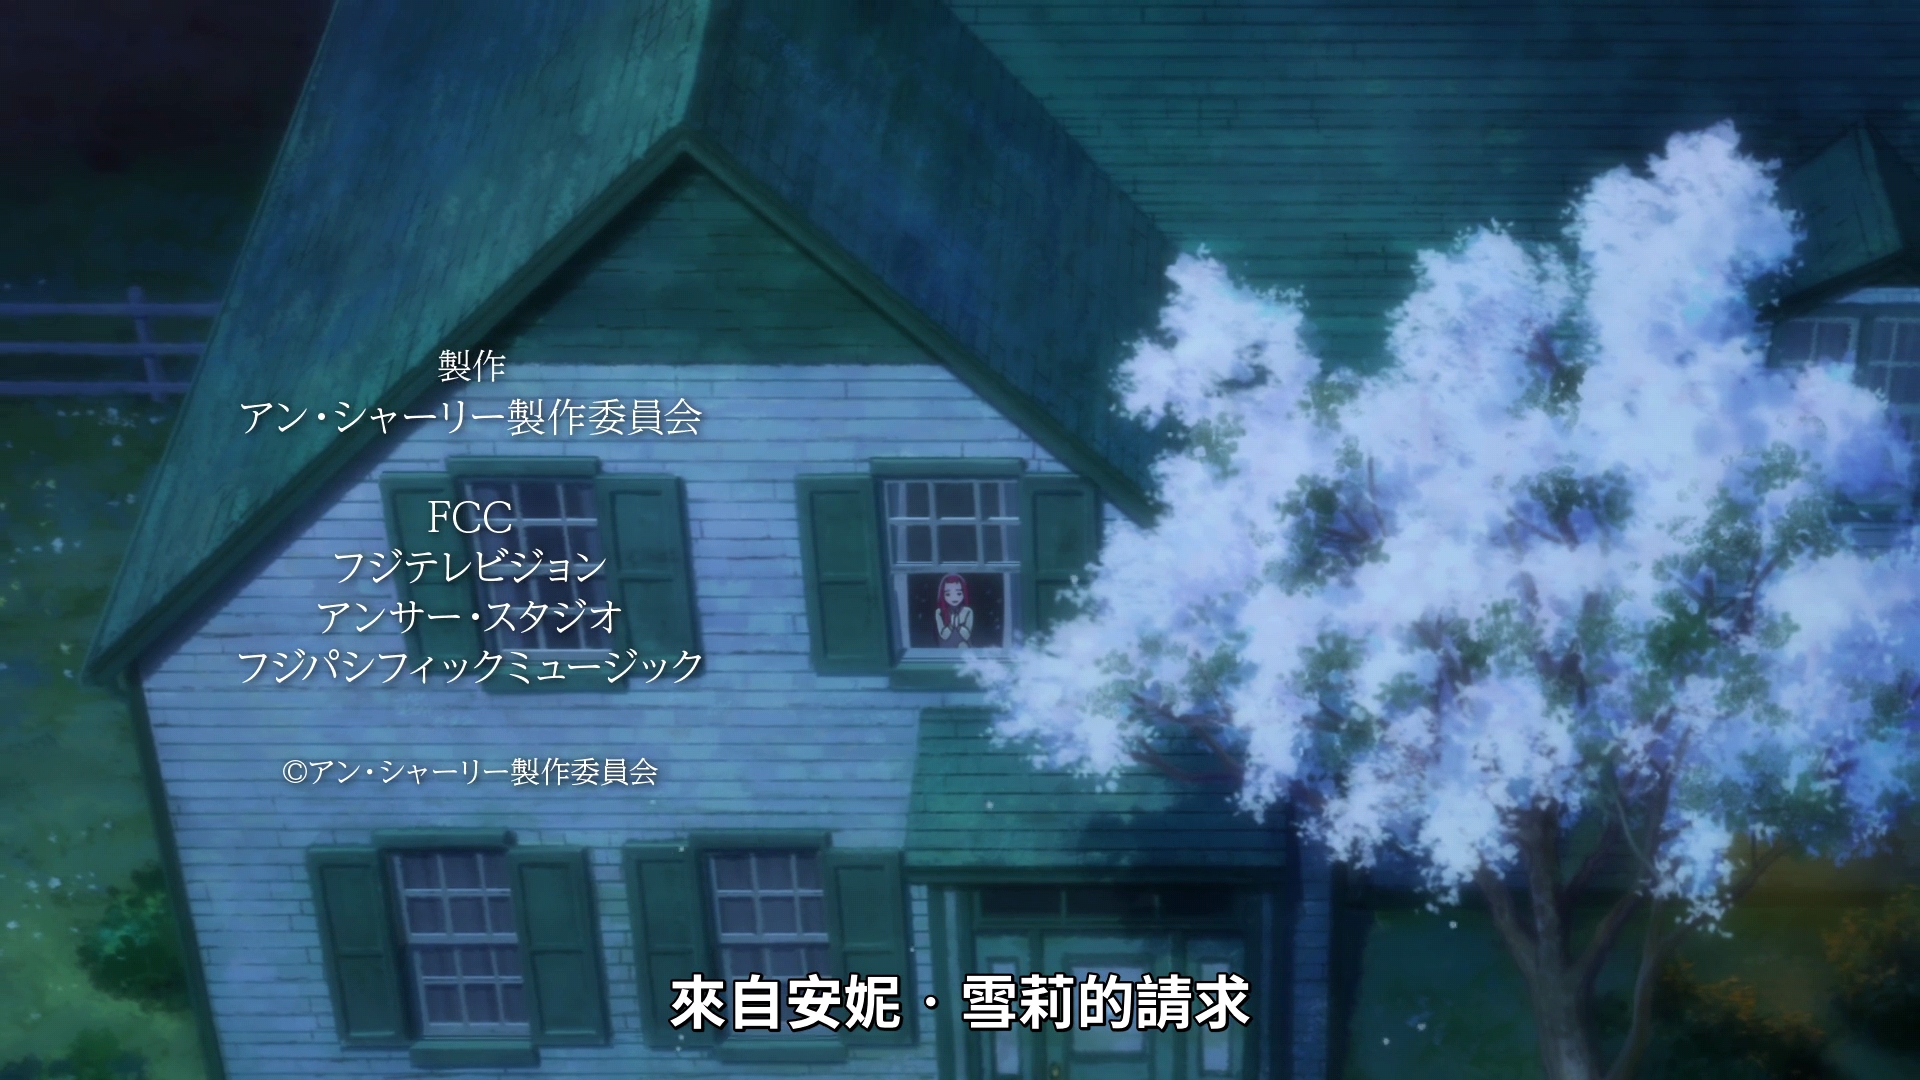 製作
アン・シャーリー製作委員会
FCC
フジテレビジョン
アンサー・スタジオ
フジパシフィックミュージック
©アン・シャーリー製作委員会
來自安妮·雪莉的請求